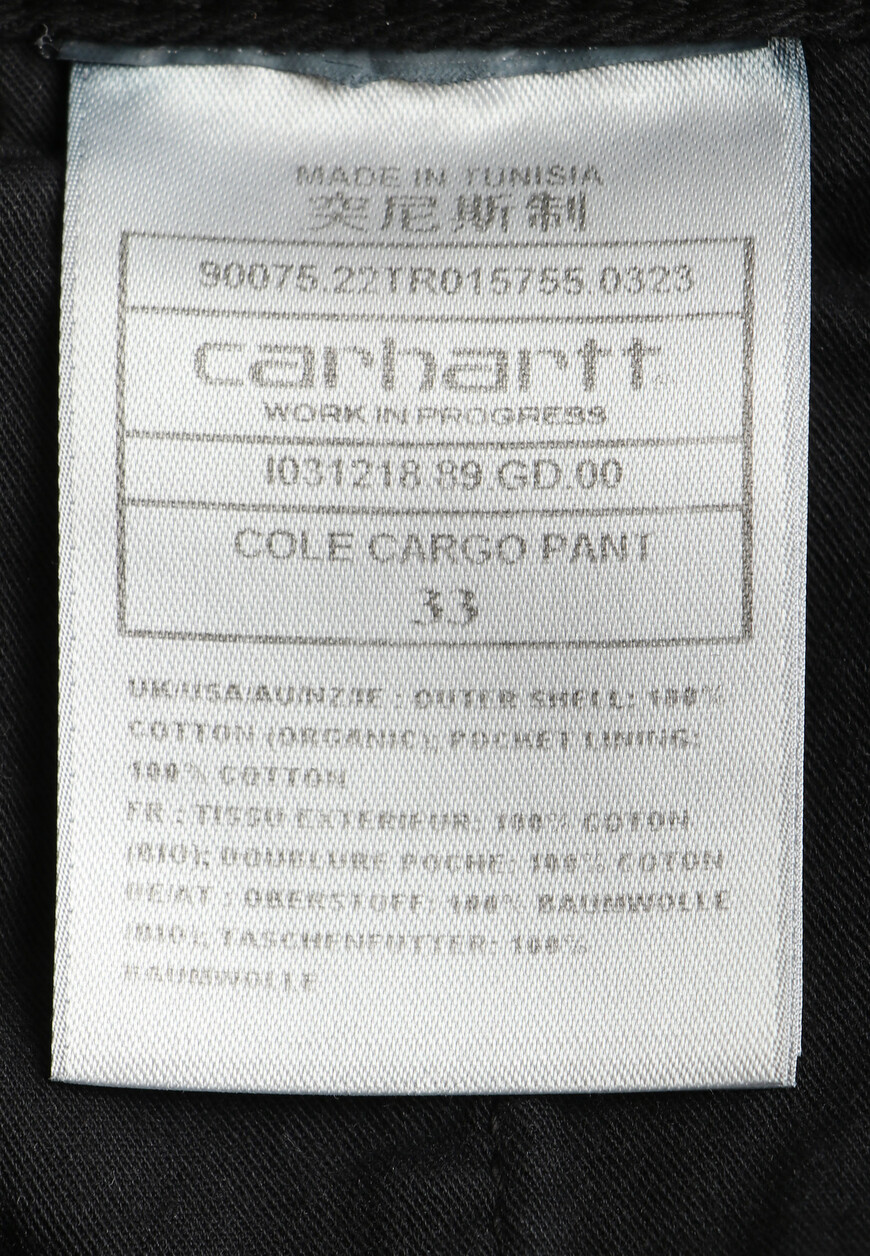 MADE IN TUNISIA
突尼斯制
90075.22TR015755.0323
carhartt
WORK IN PROGRESS
I031218.89.GD.00
COLE CARGO PANT
33
UK/USA/AU/NZ/IE : OUTER SHELL: 100%
COTTON (ORGANIC); POCKET LINING:
100% COTTON
FR : TISSU EXTERIEUR: 100% COTON
(BIO); DOUBLURE POCHE: 100% COTON
DE/AT : OBERSTOFF: 100% BAUMWOLLE
(BIO); TASCHENFUTTER: 100%
BAUMWOLLE